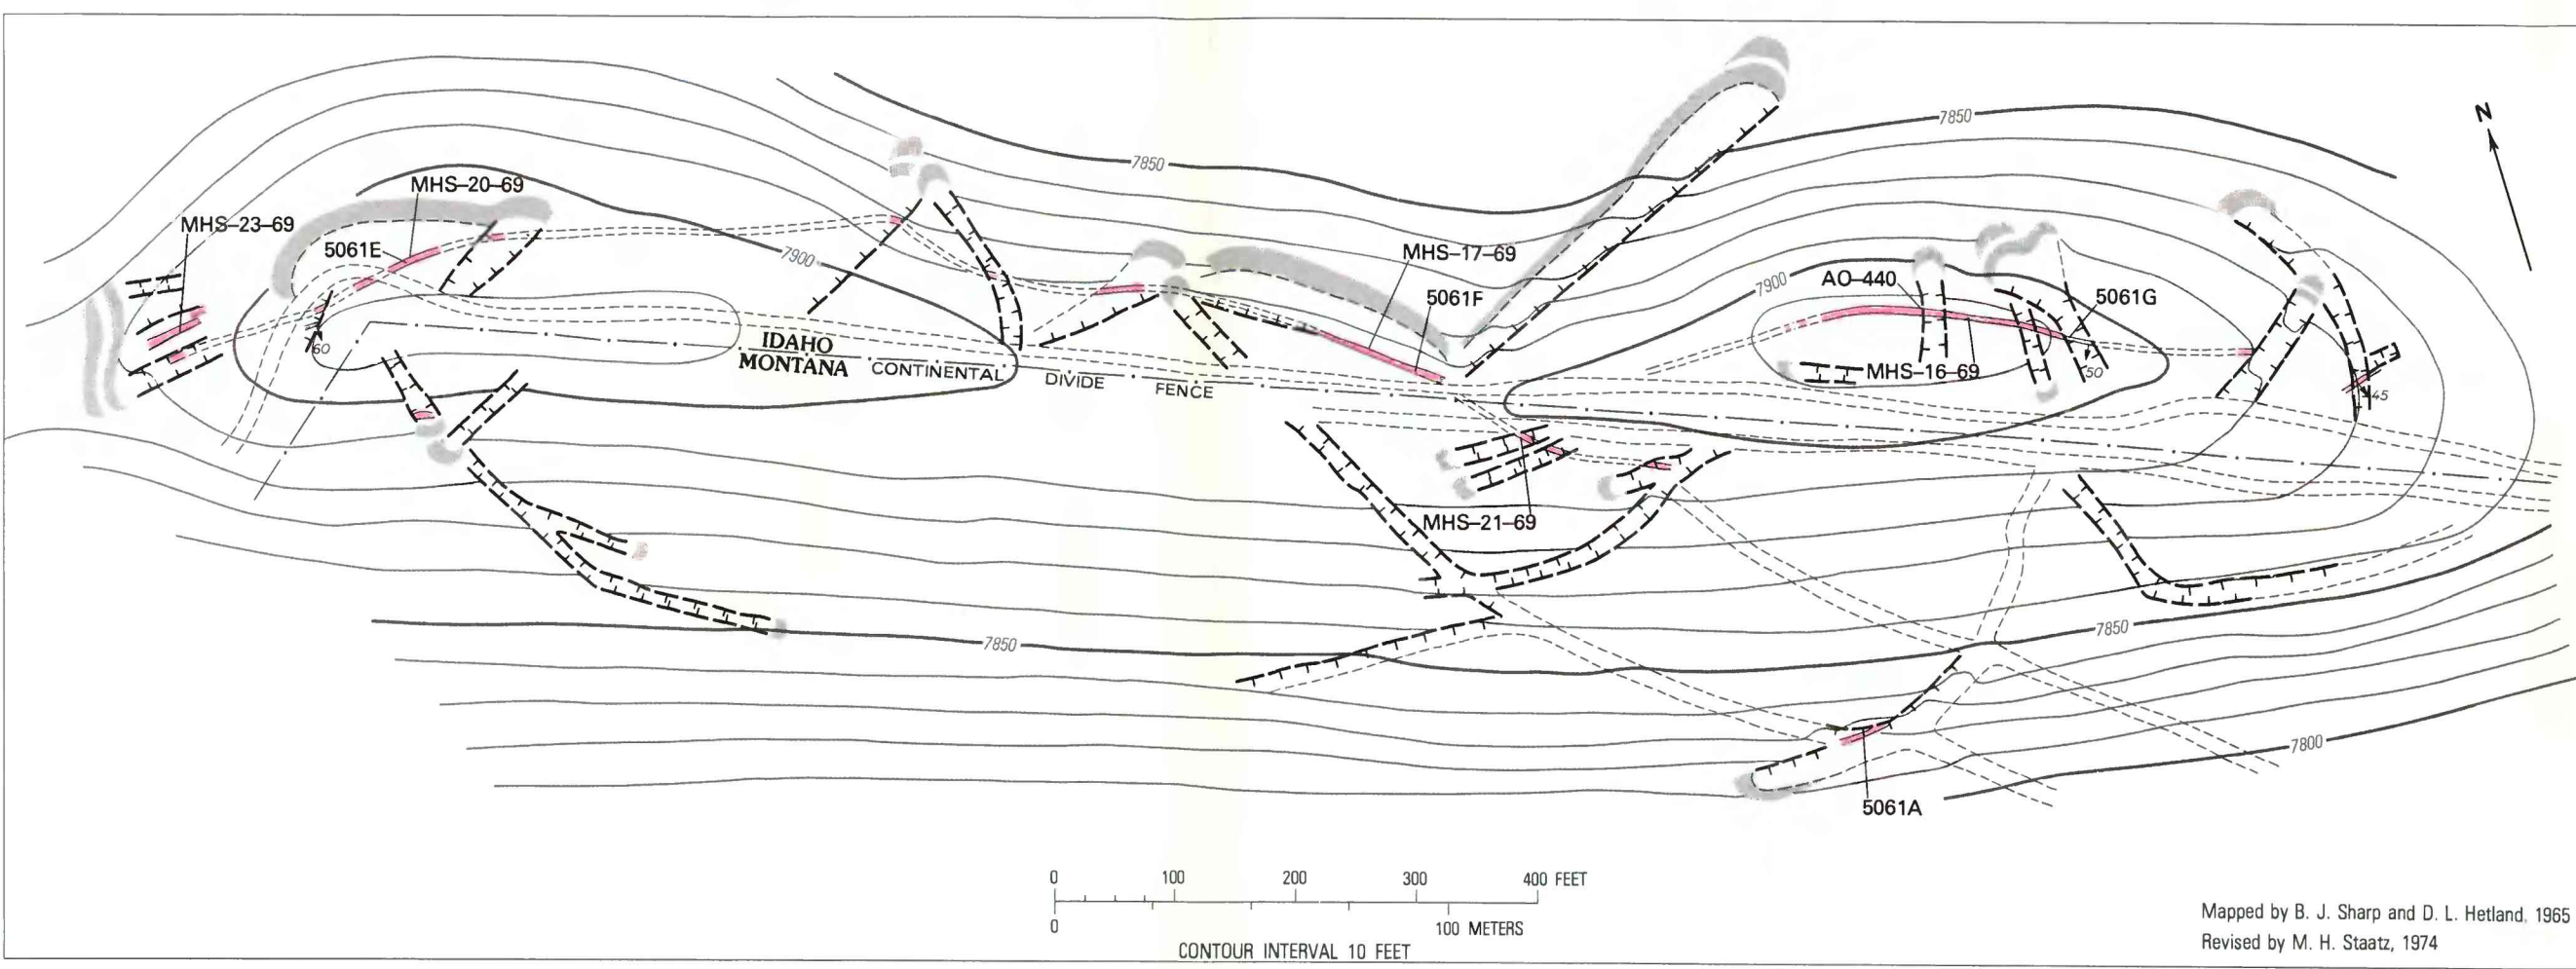 N
7850
7850
MHS–20–69
MHS–23–69
5061E
7900
MHS–17–69
5061F
7900
AO–440
5061G
60
IDAHO
MONTANA
CONTINENTAL DIVIDE FENCE
MHS–16–69
50
45
MHS–21–69
7850
7850
7800
5061A
0 100 200 300 400 FEET
0 100 METERS
CONTOUR INTERVAL 10 FEET
Mapped by B. J. Sharp and D. L. Hetland, 1965
Revised by M. H. Staatz, 1974